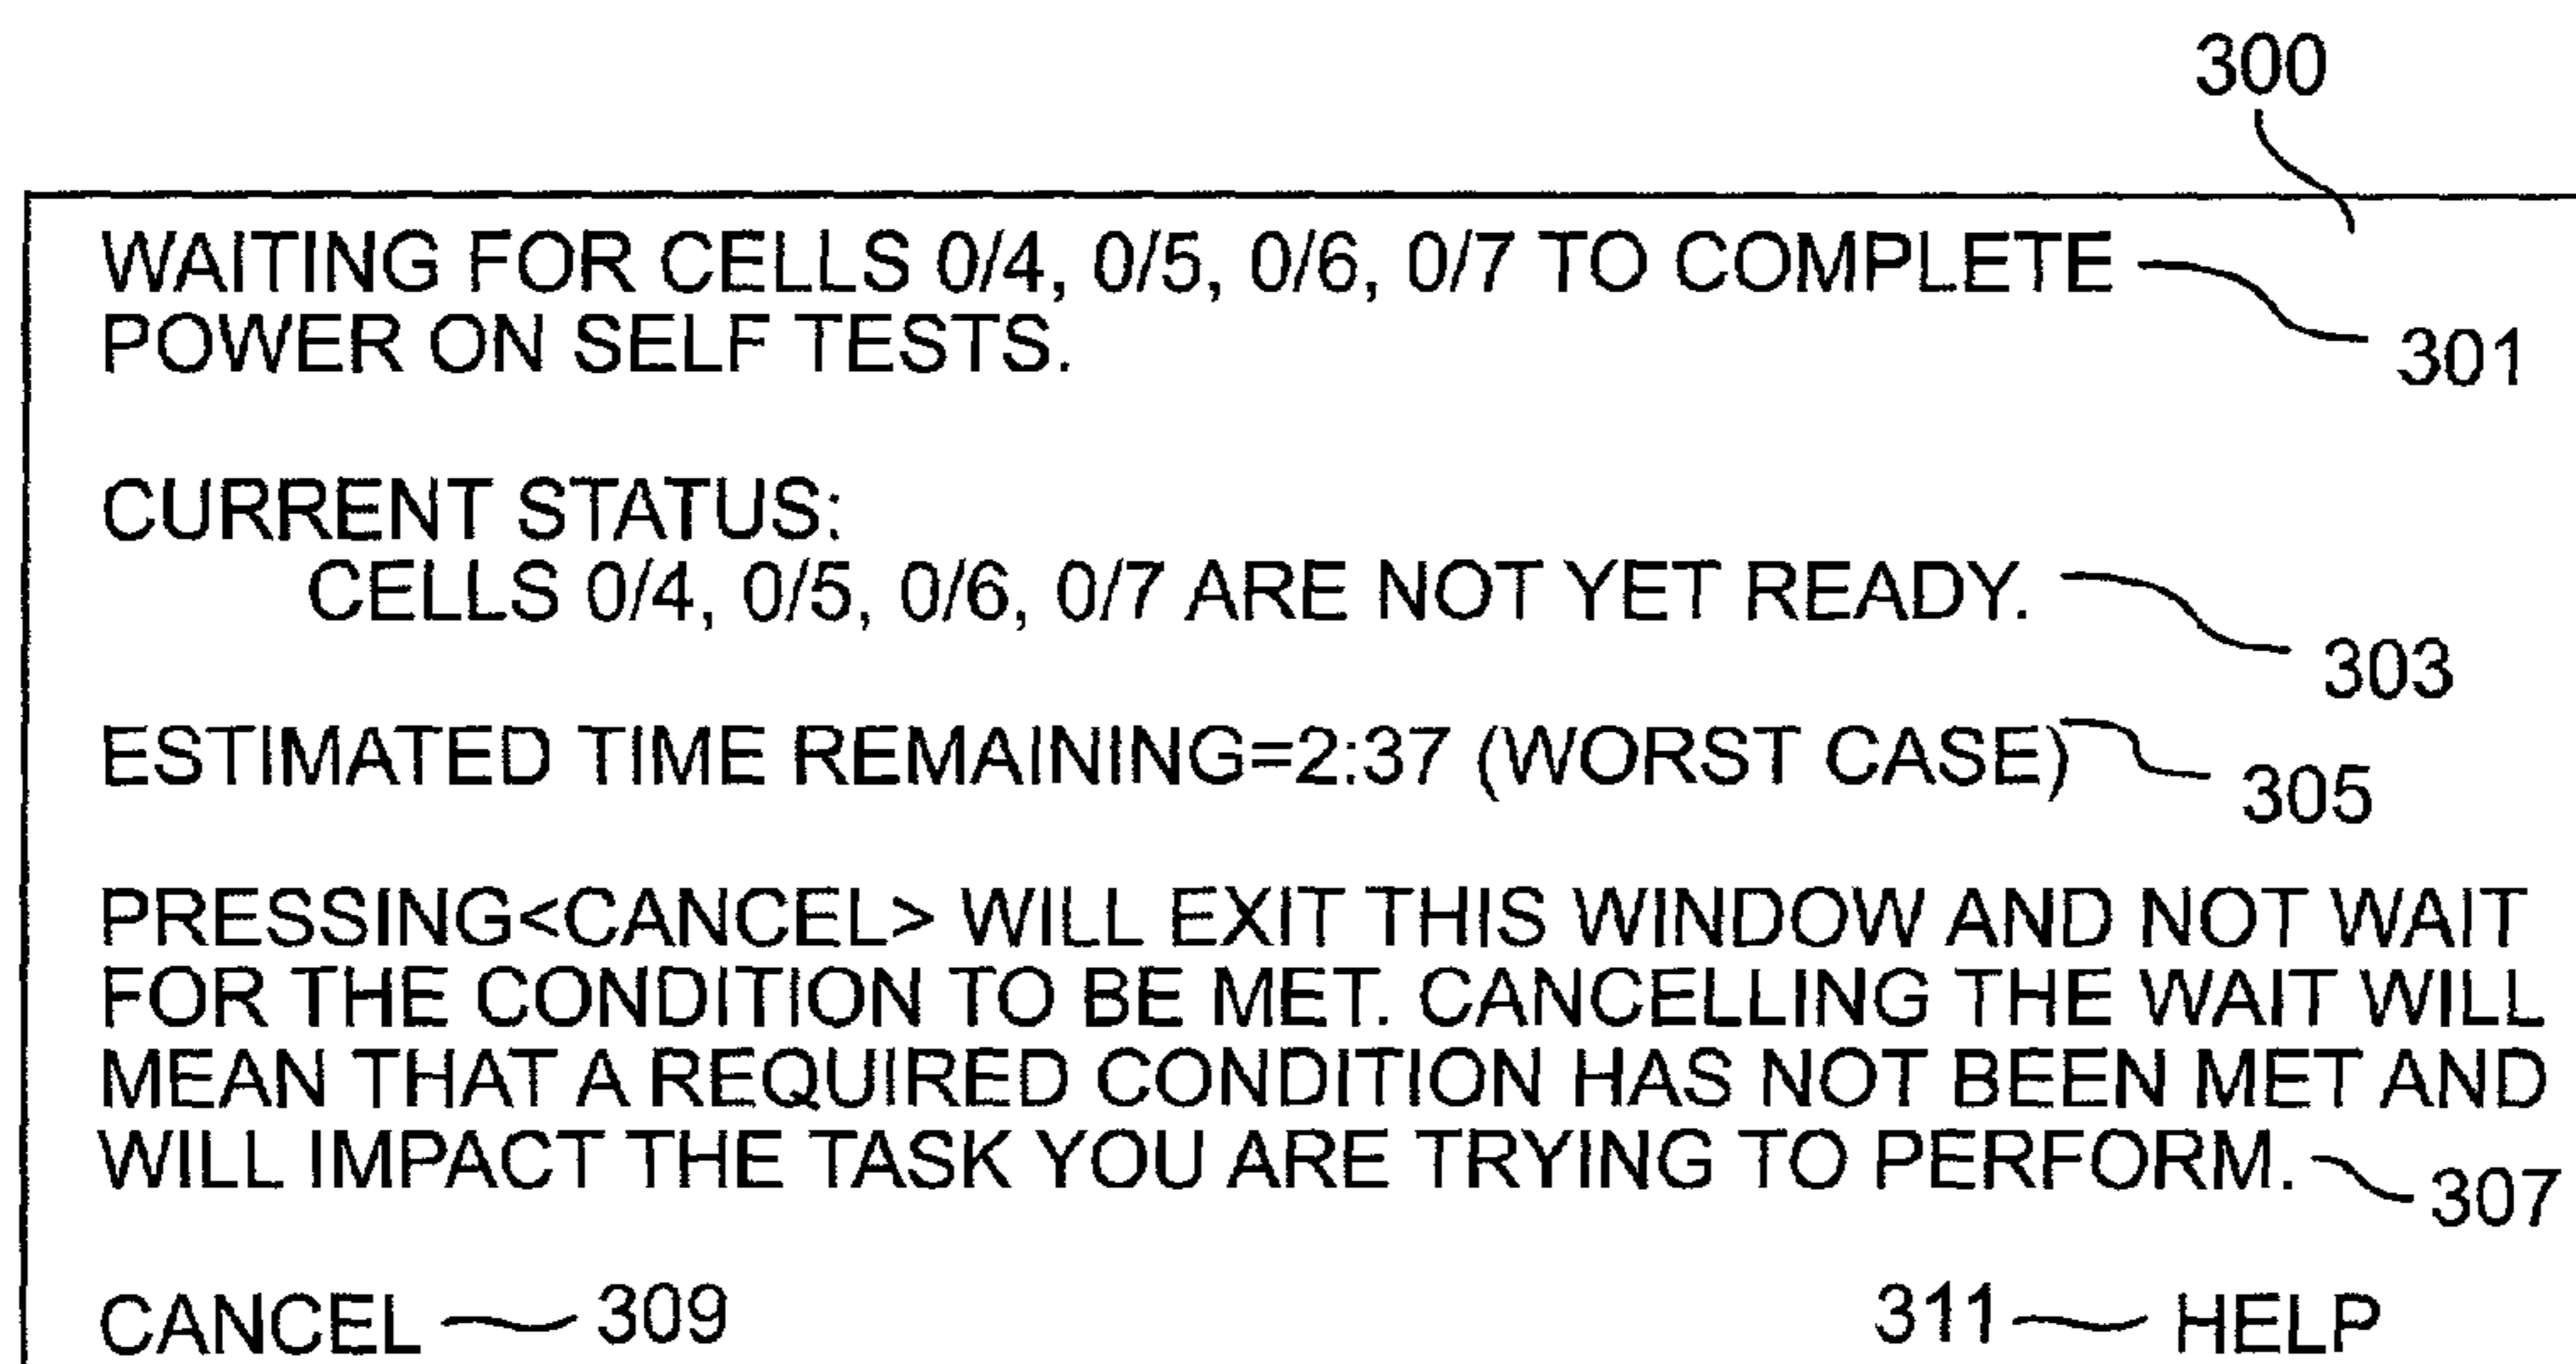 300
WAITING FOR CELLS 0/4, 0/5, 0/6, 0/7 TO COMPLETE
301
POWER ON SELF TESTS.
CURRENT STATUS:
CELLS 0/4, 0/5, 0/6, 0/7 ARE NOT YET READY.
303
ESTIMATED TIME REMAINING=2:37 (WORST CASE)
305
PRESSING<CANCEL> WILL EXIT THIS WINDOW AND NOT WAIT
FOR THE CONDITION TO BE MET. CANCELLING THE WAIT WILL
MEAN THAT A REQUIRED CONDITION HAS NOT BEEN MET AND
WILL IMPACT THE TASK YOU ARE TRYING TO PERFORM.
307
CANCEL 309 311 HELP